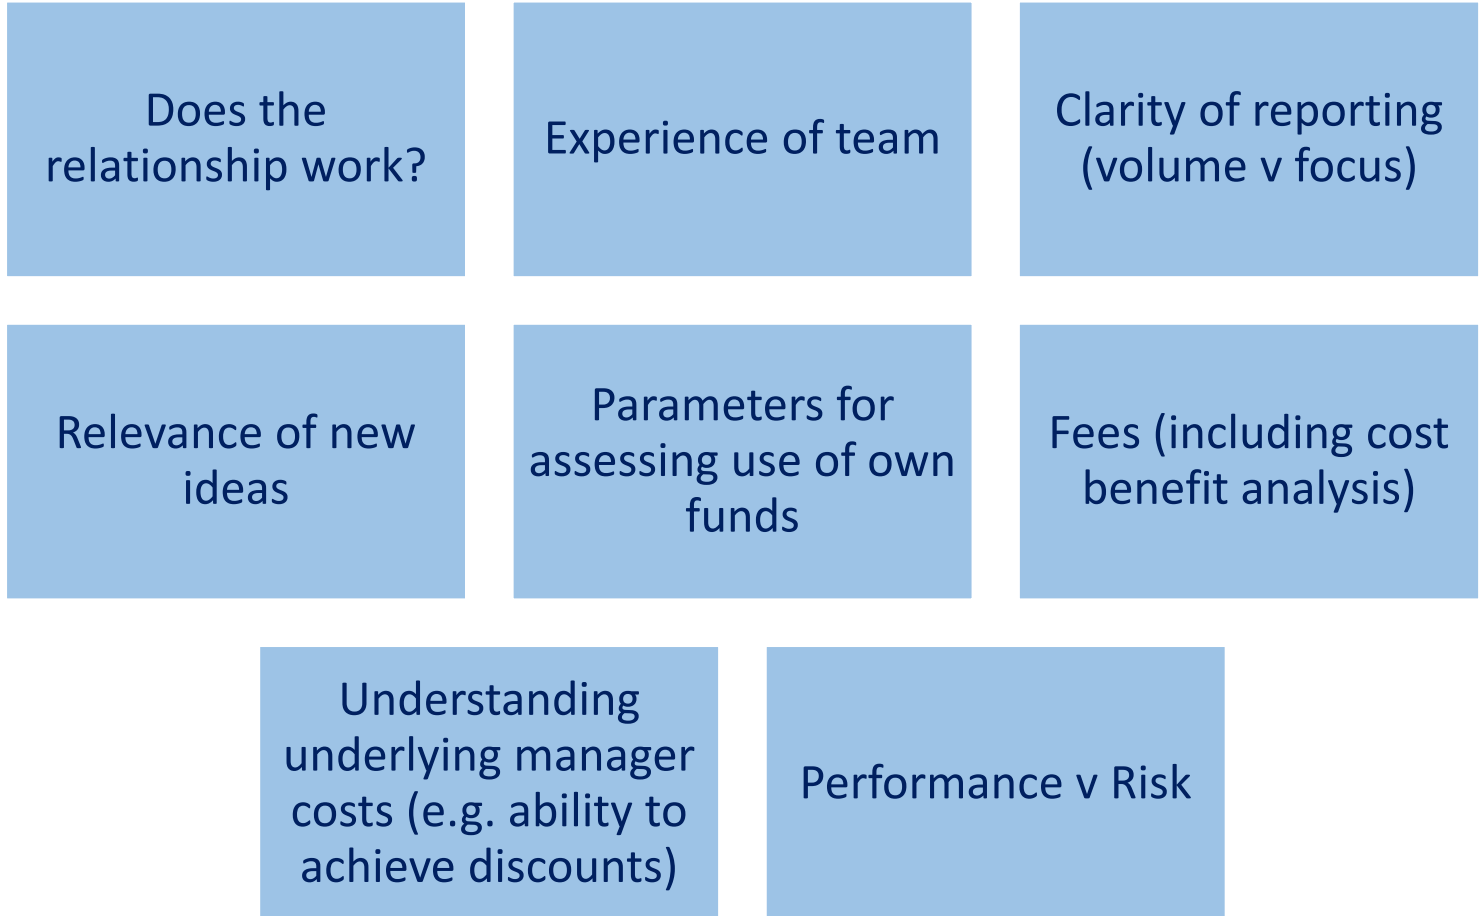 Does the
relationship work?
Experience of team
Clarity of reporting
(volume v focus)
Relevance of new
ideas
Parameters for
assessing use of own
funds
Fees (including cost
benefit analysis)
Understanding
underlying manager
costs (e.g. ability to
achieve discounts)
Performance v Risk